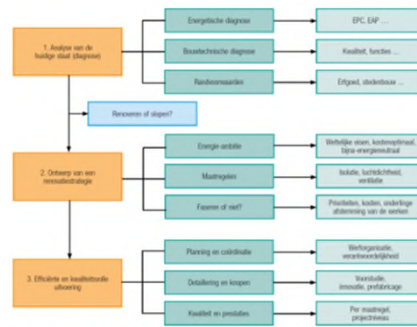 1. Analyse van de
huidige staat (diagnose)
Energetische diagnose
EPC, EAP ...
Bouwtechnische diagnose
Kwaliteit, functies ...
Randvoorwaarden
Erfgoed, stedenbouw ...
Renoveren of slopen?
2. Ontwerp van een
renovatiestrategie
Energie-ambitie
Wettelijke eisen, kostenoptimaal,
bijna-energieneutraal
Maatregelen
Isolatie, luchtdichtheid,
ventilatie
Faseren of niet?
Prioriteiten, kosten, onderlinge
afstemming van de werken
3. Efficiënte en kwaliteitsvolle
uitvoering
Planning en coördinatie
Werforganisatie,
verantwoordelijkheid
Detaillering en knopen
Voorstudie,
innovatie, prefabricage
Kwaliteit en prestaties
Per maatregel,
projectniveau